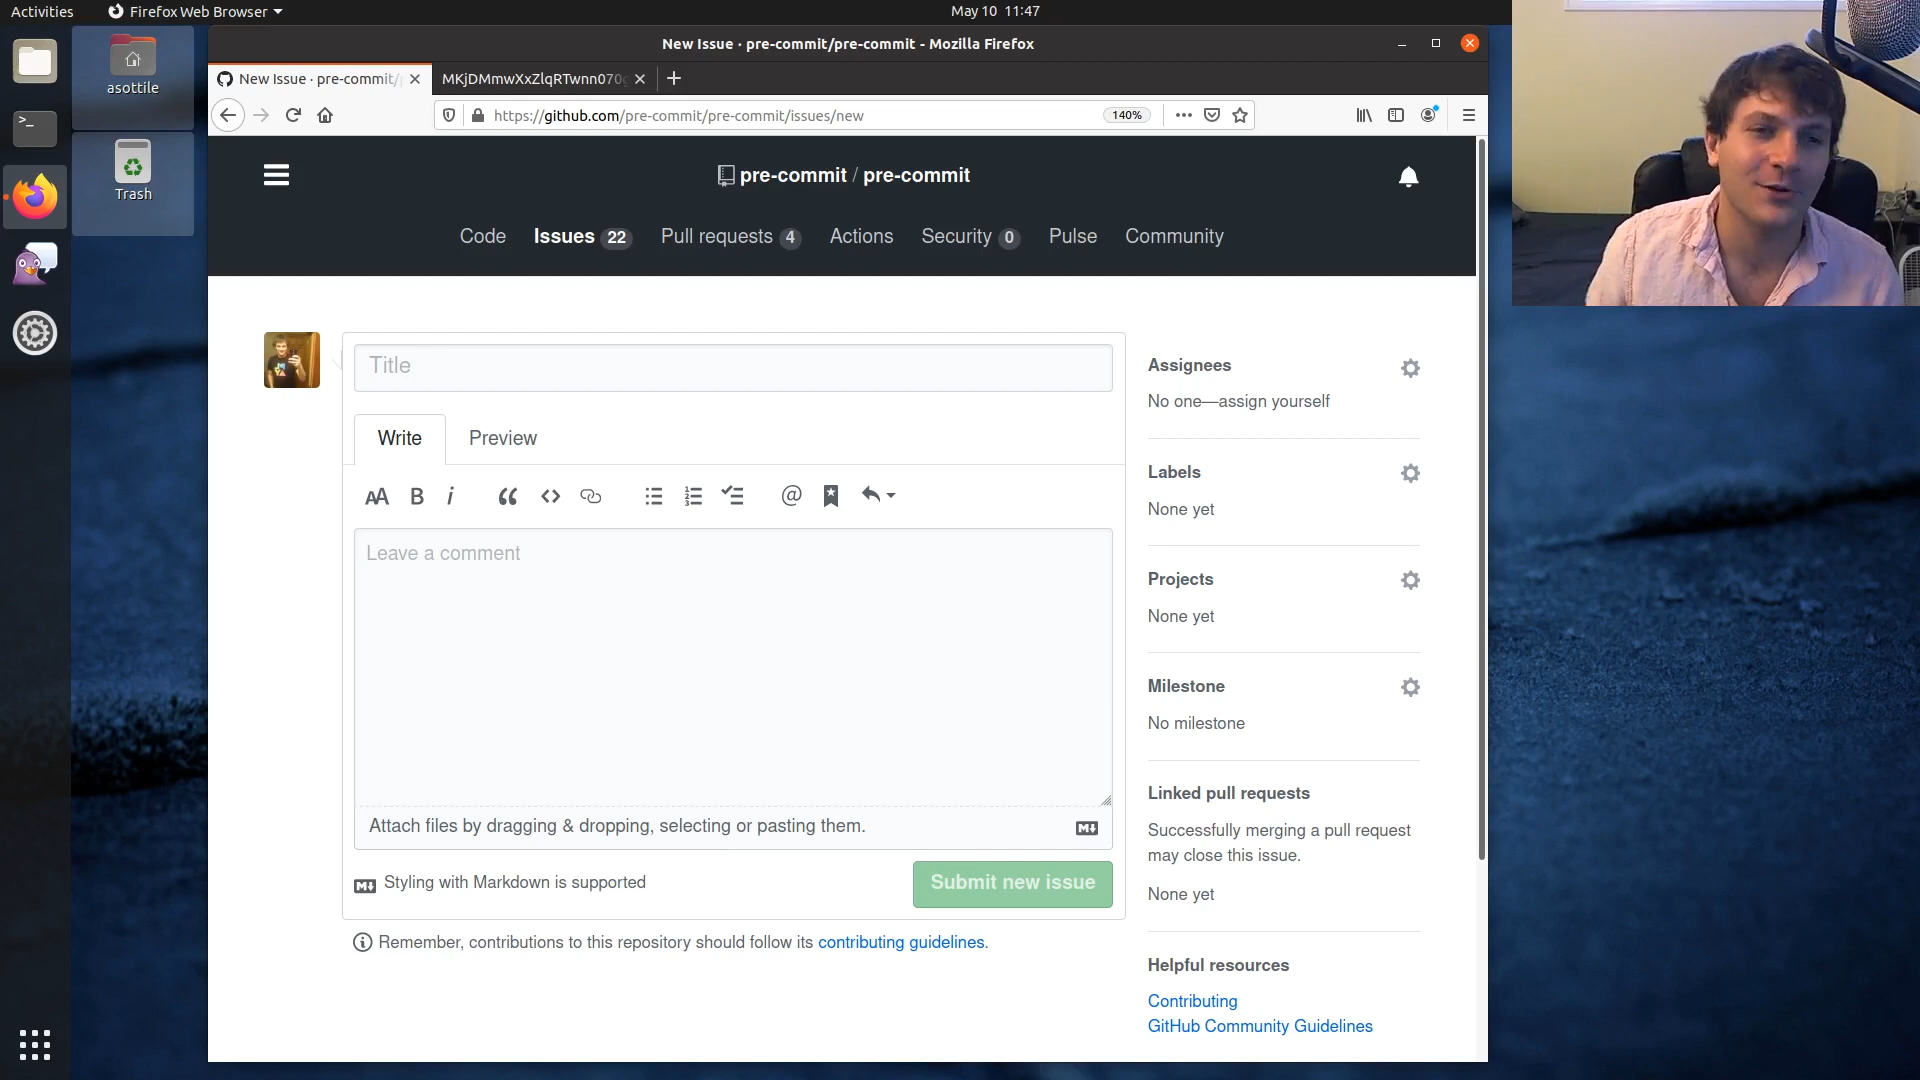 Activities
Firefox Web Browser
May 10 11:47
asottile
Trash
New Issue · pre-commit/pre-commit - Mozilla Firefox
New Issue · pre-commit/
MKjDMmwXxZlqRTwnn070
https://github.com/pre-commit/pre-commit/issues/new
140%
pre-commit / pre-commit
Code
Issues 22
Pull requests 4
Actions
Security 0
Pulse
Community
Title
Write
Preview
Leave a comment
Attach files by dragging & dropping, selecting or pasting them.
Styling with Markdown is supported
Submit new issue
Remember, contributions to this repository should follow its contributing guidelines.
Assignees
No one—assign yourself
Labels
None yet
Projects
None yet
Milestone
No milestone
Linked pull requests
Successfully merging a pull request
may close this issue.
None yet
Helpful resources
Contributing
GitHub Community Guidelines